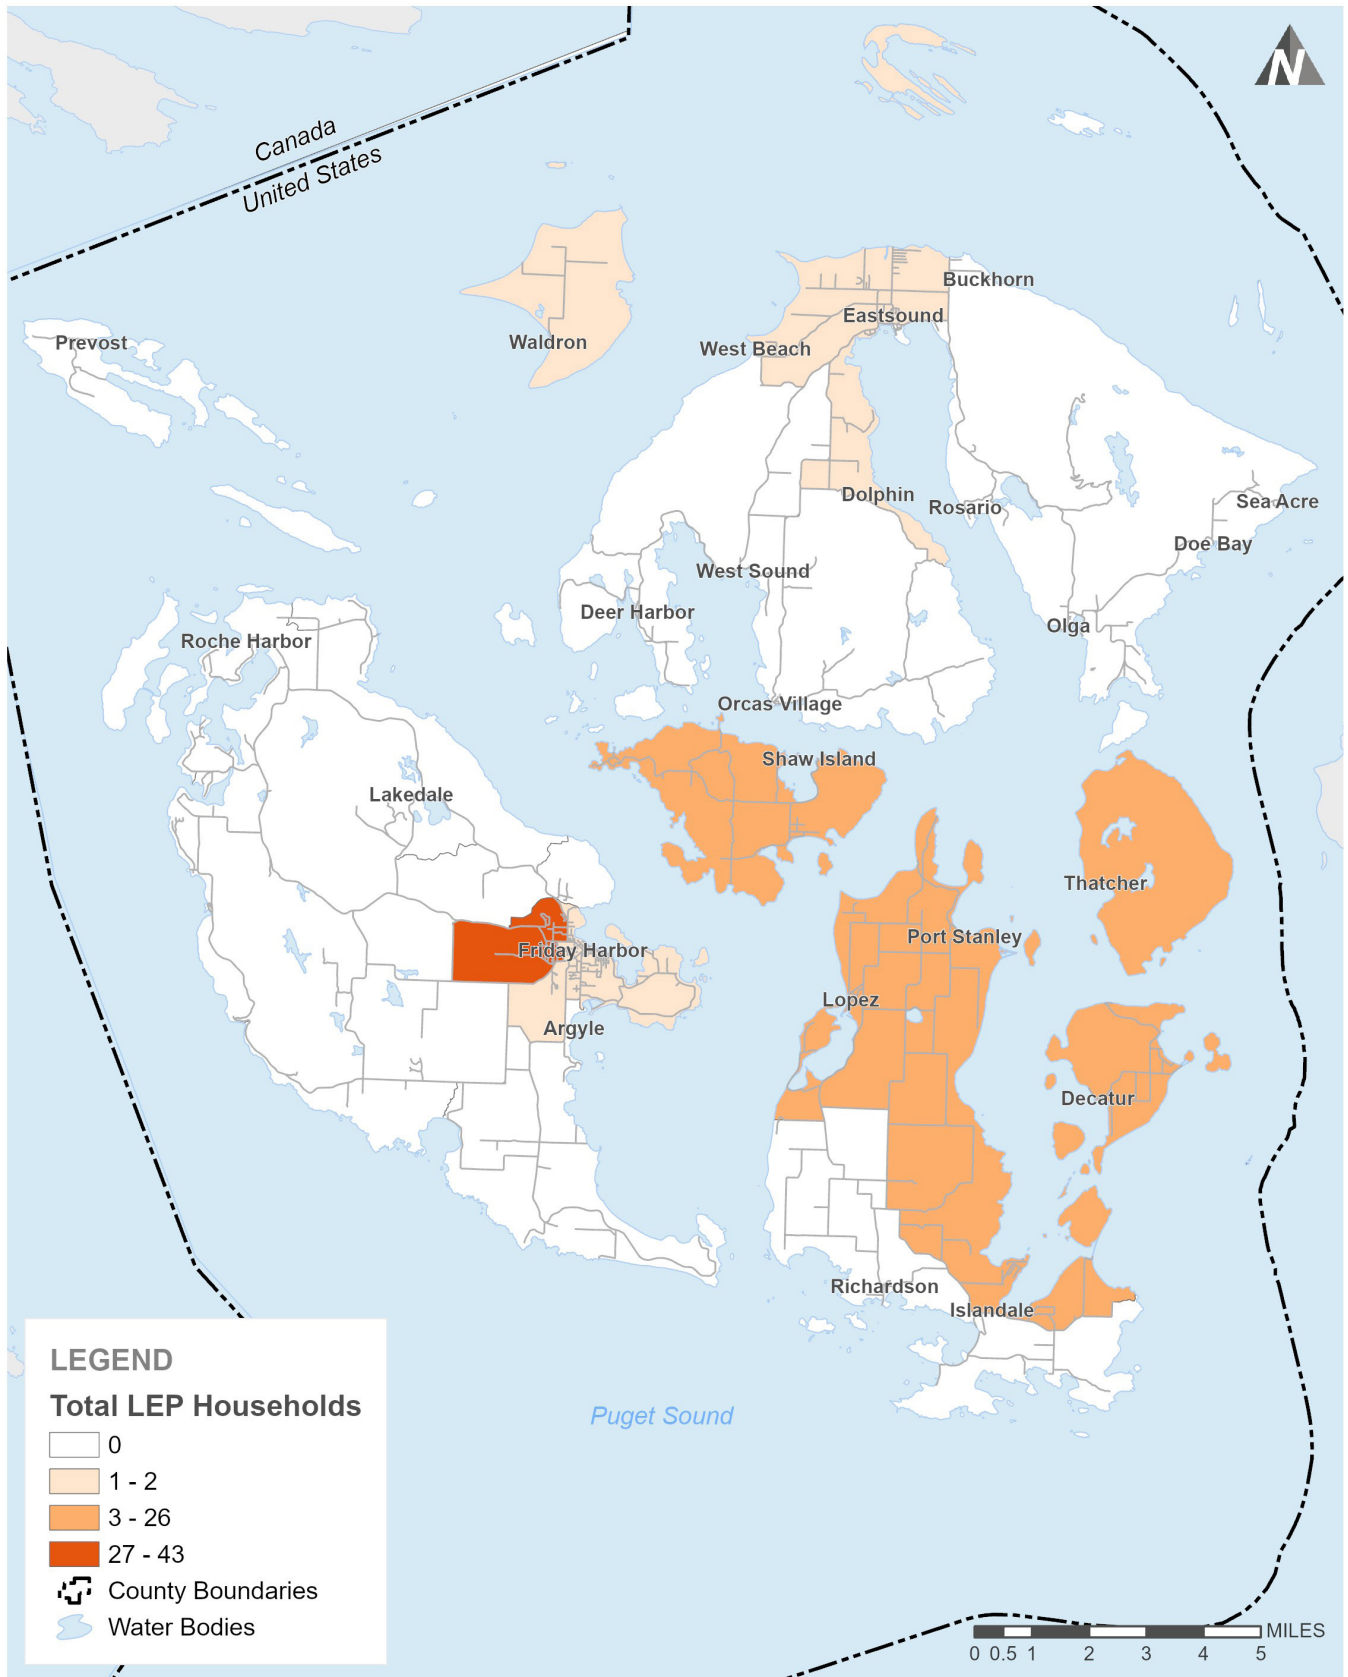 N
Canada
United States
Buckhorn
Eastsound
Prevost
Waldron
West Beach
Dolphin
Rosario
Sea Acre
Doe Bay
West Sound
Deer Harbor
Olga
Roche Harbor
Orcas Village
Shaw Island
Lakedale
Thatcher
Port Stanley
Friday Harbor
Lopez
Argyle
Decatur
Richardson
Islandale
Puget Sound
LEGEND
Total LEP Households
0
1 - 2
3 - 26
27 - 43
County Boundaries
Water Bodies
MILES
0 0.5 1 2 3 4 5